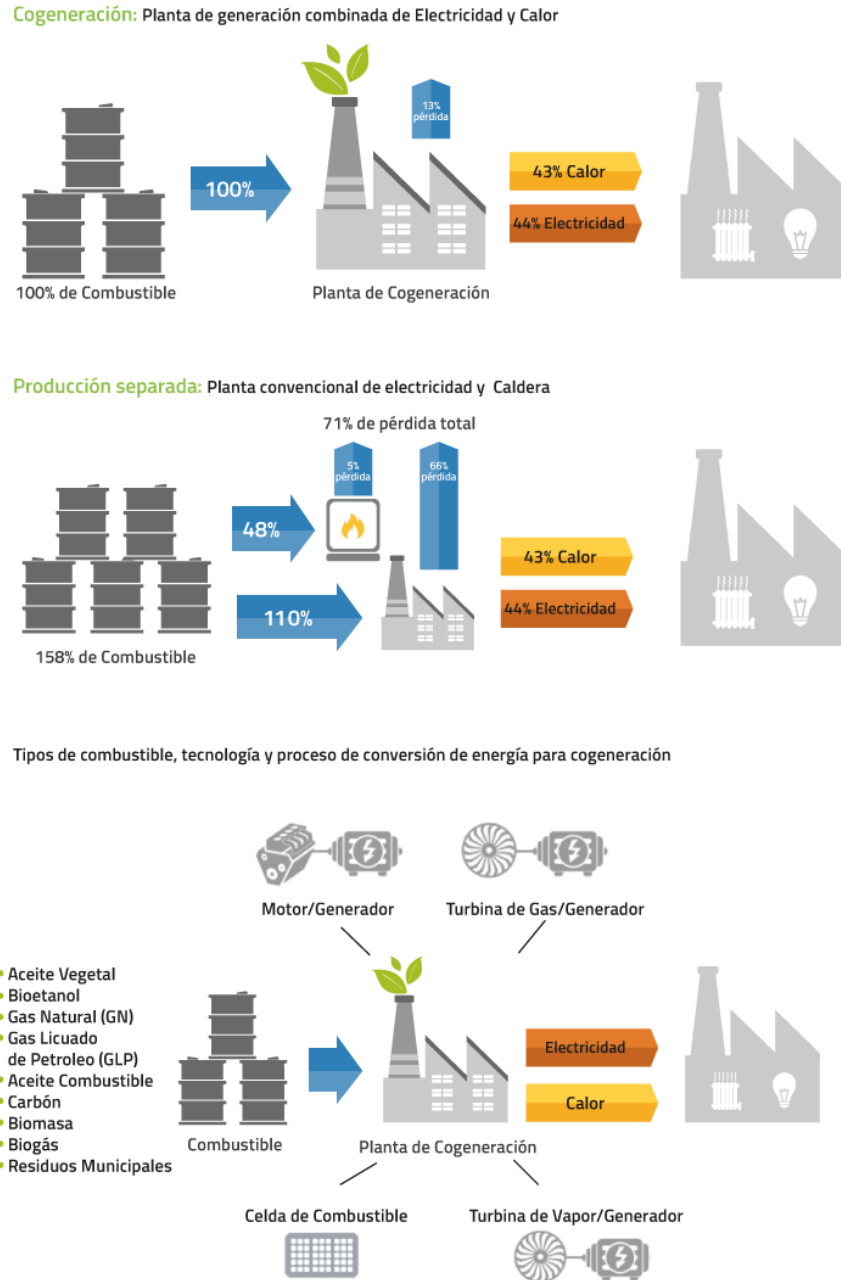 Cogeneración: Planta de generación combinada de Electricidad y Calor
13%
pérdida
100%
43% Calor
44% Electricidad
100% de Combustible
Planta de Cogeneración
Producción separada: Planta convencional de electricidad y Caldera
71% de pérdida total
5%
pérdida
66%
pérdida
48%
43% Calor
110%
44% Electricidad
158% de Combustible
Tipos de combustible, tecnología y proceso de conversión de energía para cogeneración
Motor/Generador
Turbina de Gas/Generador
• Aceite Vegetal
• Bioetanol
• Gas Natural (GN)
• Gas Licuado
de Petroleo (GLP)
• Aceite Combustible
• Carbón
• Biomasa
• Biogás
• Residuos Municipales
Combustible
Planta de Cogeneración
Electricidad
Calor
Celda de Combustible
Turbina de Vapor/Generador